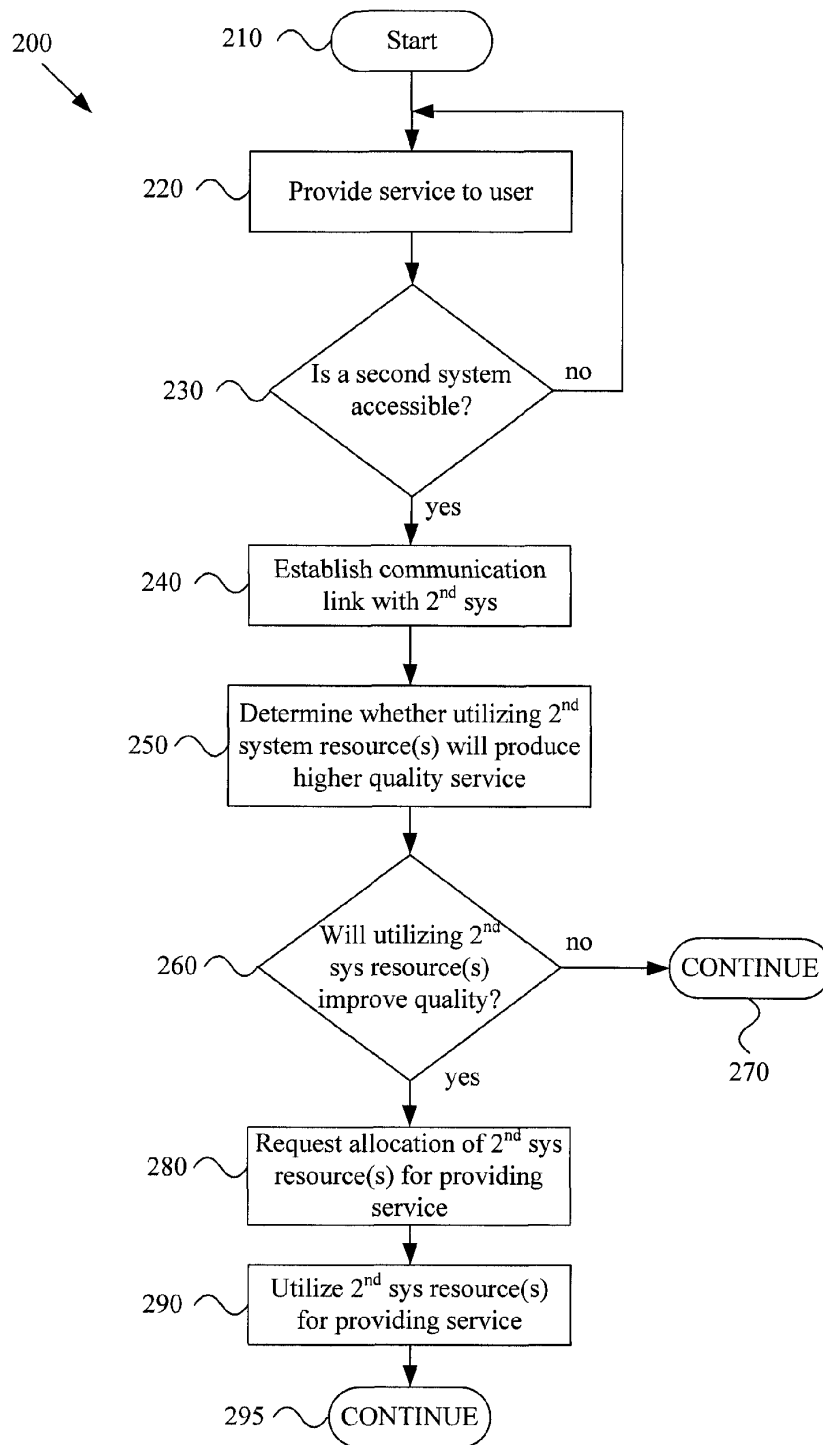 200
210
Start
220
Provide service to user
230
Is a second system
accessible?
no
yes
240
Establish communication
link with 2nd sys
250
Determine whether utilizing 2nd
system resource(s) will produce
higher quality service
260
Will utilizing 2nd
sys resource(s)
improve quality?
no
CONTINUE
270
yes
280
Request allocation of 2nd sys
resource(s) for providing
service
290
Utilize 2nd sys resource(s)
for providing service
295
CONTINUE